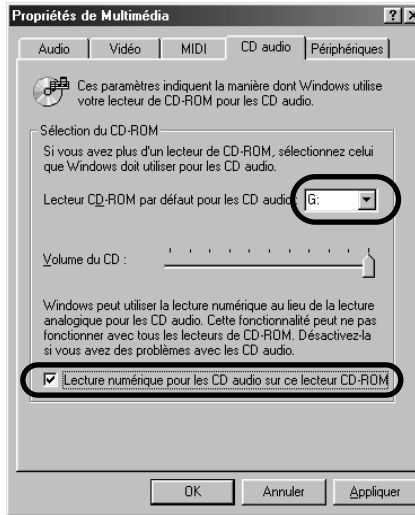 Propriétés de Multimédia
Audio Vidéo MIDI CD audio Périphériques
Ces paramètres indiquent la manière dont Windows utilise
votre lecteur de CD-ROM pour les CD audio.
Sélection du CD-ROM
Si vous avez plus d'un lecteur de CD-ROM, sélectionnez celui
que Windows doit utiliser pour les CD audio.
Lecteur CD-ROM par défaut pour les CD audio : G:
Volume du CD :
Windows peut utiliser la lecture numérique au lieu de la lecture
analogique pour les CD audio. Cette fonctionnalité peut ne pas
fonctionner avec tous les lecteurs de CD-ROM. Désactivez-la
si vous avez des problèmes avec les CD audio.
Lecture numérique pour les CD audio sur ce lecteur CD-ROM
OK Annuler Appliquer